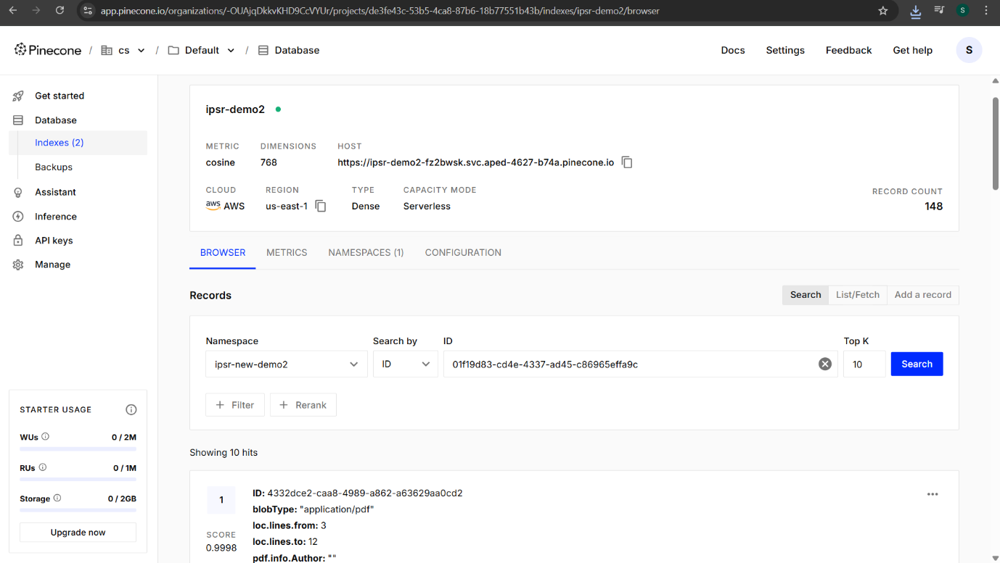 app.pinecone.io/organizations/-OUAjqDkkvKHD9CcVYUr/projects/de3fe43c-53b5-4ca8-87b6-18b77551b43b/indexes/ipsr-demo2/browser
S
Pinecone / cs / Default / Database
Docs Settings Feedback Get help S
Get started
Database
Indexes (2)
Backups
Assistant
Inference
API keys
Manage
STARTER USAGE
WUs 0 / 2M
RUs 0 / 1M
Storage 0 / 2GB
Upgrade now
ipsr-demo2
METRIC DIMENSIONS HOST
cosine 768 https://ipsr-demo2-fz2bwsk.svc.aped-4627-b74a.pinecone.io
CLOUD REGION TYPE CAPACITY MODE RECORD COUNT
aws AWS us-east-1 Dense Serverless 148
BROWSER METRICS NAMESPACES (1) CONFIGURATION
Records Search List/Fetch Add a record
Namespace Search by ID Top K
ipsr-new-demo2 ID 01f19d83-cd4e-4337-ad45-c86965effa9c 10 Search
+ Filter + Rerank
Showing 10 hits
1
SCORE
0.9998
ID: 4332dce2-caa8-4989-a862-a63629aa0cd2
blobType: "application/pdf"
loc.lines.from: 3
loc.lines.to: 12
pdf.info.Author: ""